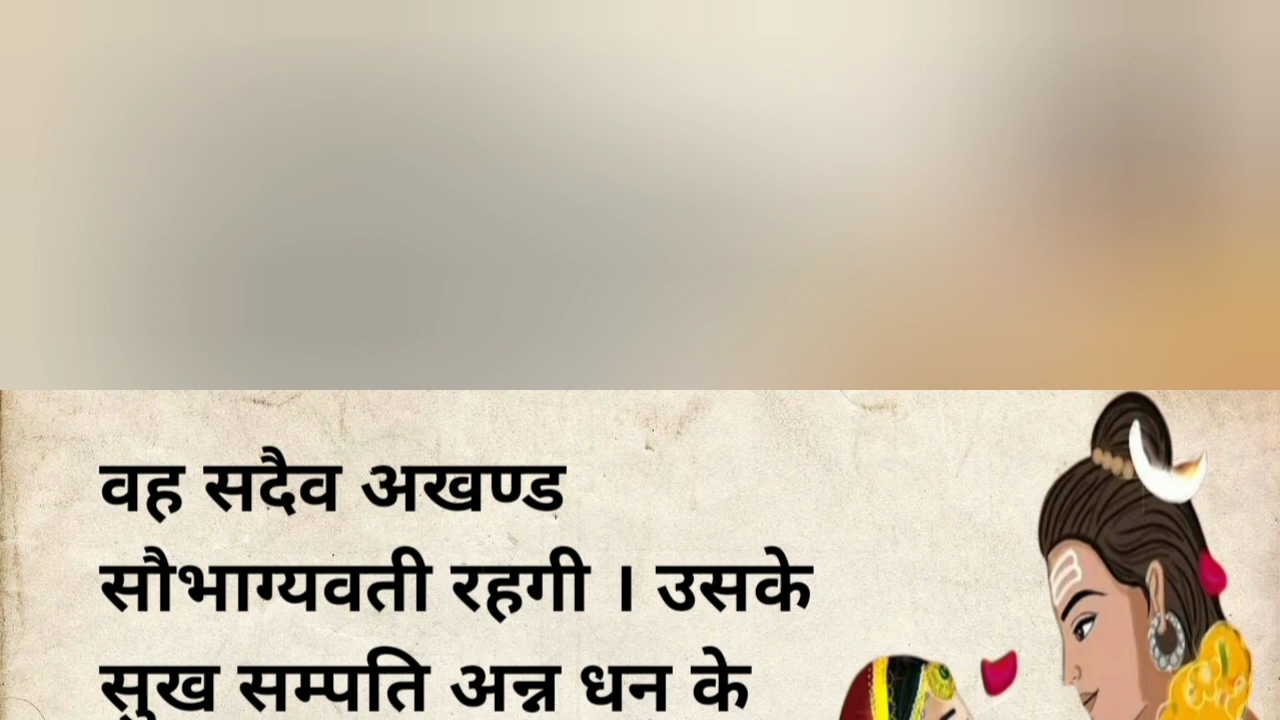 वह सदैव अखण्ड
सौभाग्यवती रहगी । उसके
सुख सम्पति अन्न धन के